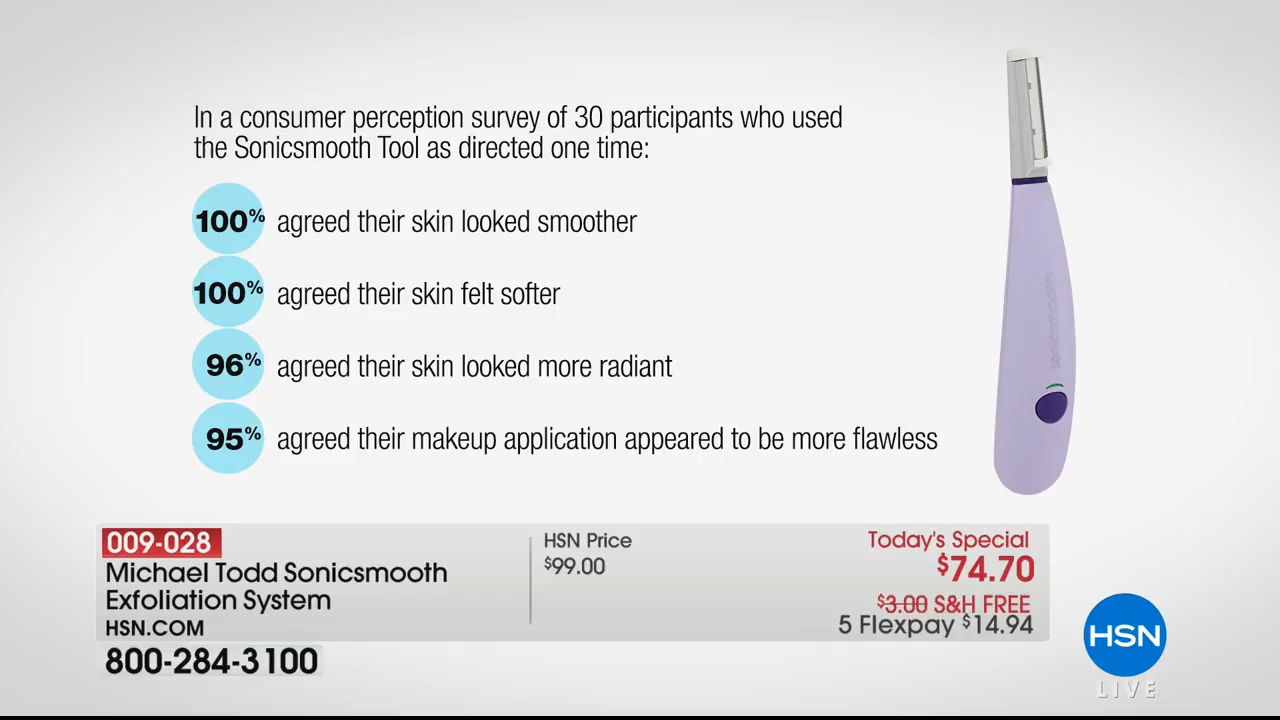 In a consumer perception survey of 30 participants who used
the Sonicsmooth Tool as directed one time:
100% agreed their skin looked smoother
100% agreed their skin felt softer
96% agreed their skin looked more radiant
95% agreed their makeup application appeared to be more flawless
sonicsmooth
009-028
Michael Todd Sonicsmooth
Exfoliation System
HSN.COM
800-284-3100
HSN Price
$99.00
Today's Special
$74.70
$3.00 S&H FREE
5 Flexpay $14.94
HSN
LIVE